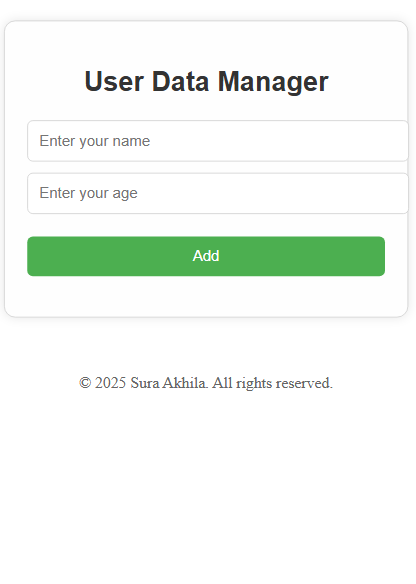 User Data Manager
Enter your name
Enter your age
Add
© 2025 Sura Akhila. All rights reserved.